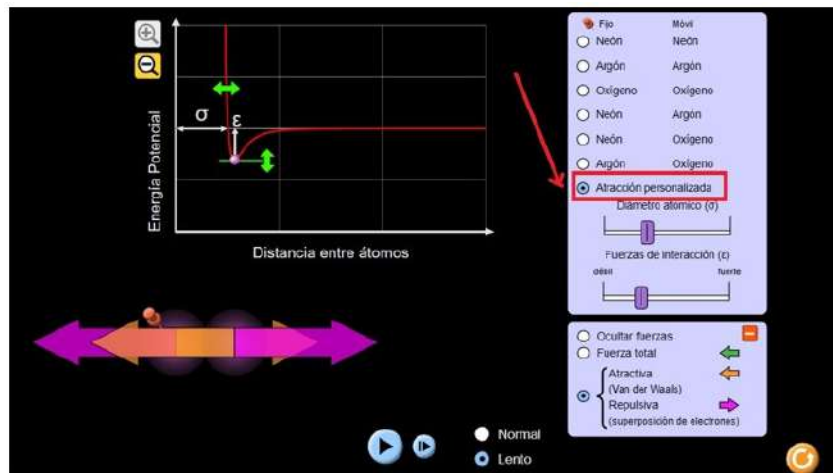 Energía Potencial
σ
ε
Distancia entre átomos
Fijo Móvil
Neón Neón
Argón Argón
Oxígeno Oxígeno
Neón Argón
Neón Oxígeno
Argón Oxígeno
Atracción personalizada
Diámetro atómico (σ)
Fuerzas de interacción (ε)
débil fuerte
Ocultar fuerzas
Fuerza total
Atractiva
(Van der Waals)
Repulsiva
(superposición de electrones)
Normal
Lento